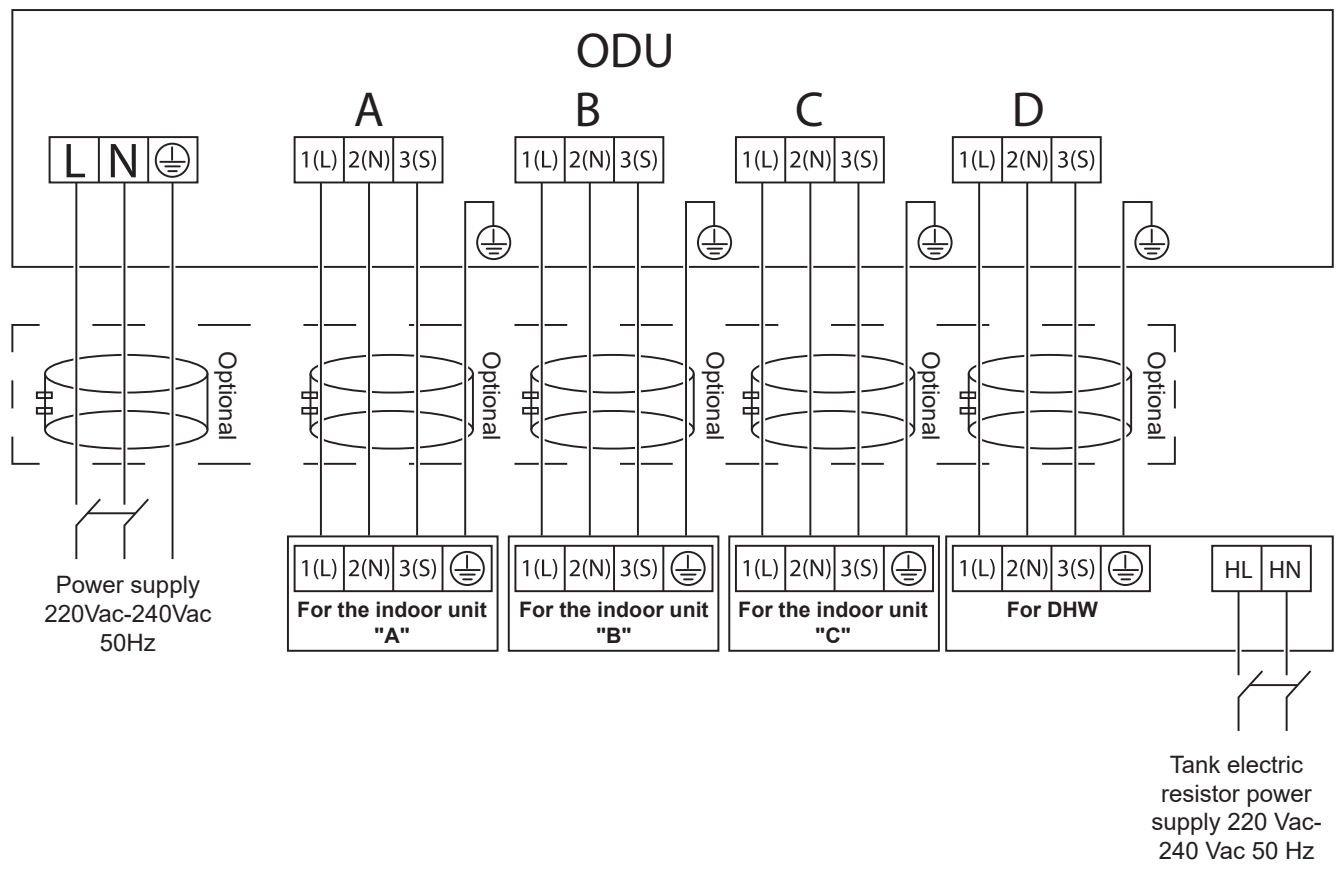 ODU
A B C D
L N
1(L) 2(N) 3(S) 1(L) 2(N) 3(S) 1(L) 2(N) 3(S) 1(L) 2(N) 3(S)
Optional Optional Optional Optional Optional
Power supply
220Vac-240Vac
50Hz
1(L) 2(N) 3(S)
For the indoor unit
"A"
1(L) 2(N) 3(S)
For the indoor unit
"B"
1(L) 2(N) 3(S)
For the indoor unit
"C"
1(L) 2(N) 3(S)
For DHW
HL HN
Tank electric
resistor power
supply 220 Vac-
240 Vac 50 Hz